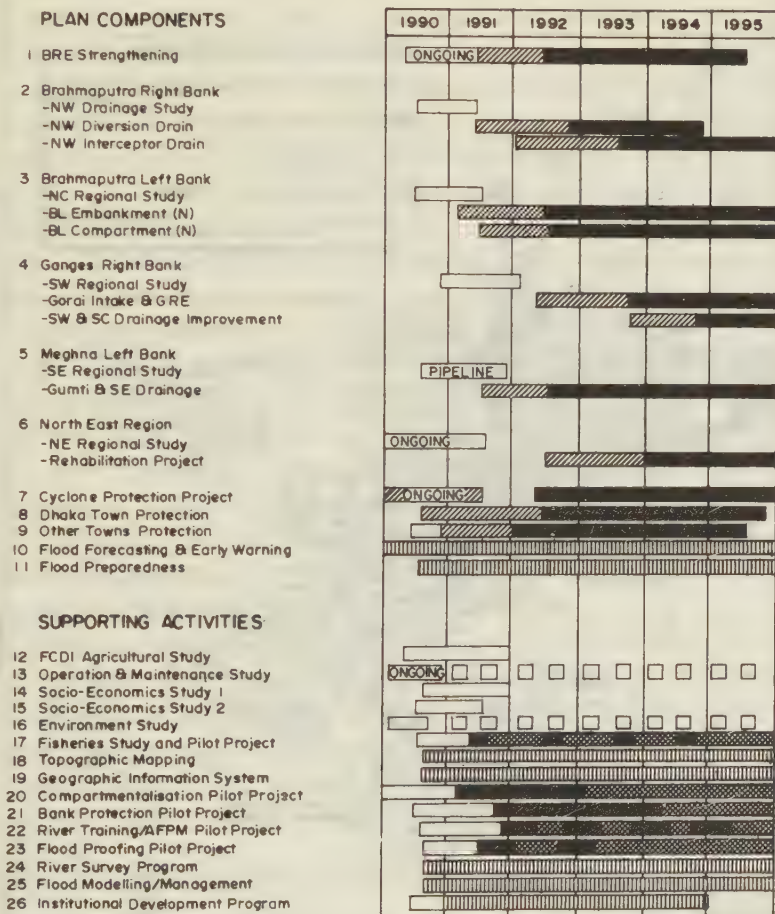 PLAN COMPONENTS 1990 1991 1992 1993 1994 1995
1 BRE Strengthening ONGOING
2 Brahmaputra Right Bank
-NW Drainage Study
-NW Diversion Drain
-NW Interceptor Drain
3 Brahmaputra Left Bank
-NC Regional Study
-BL Embankment (N)
-BL Compartment (N)
4 Ganges Right Bank
-SW Regional Study
-Gorai Intake & GRE
-SW & SC Drainage Improvement
5 Meghna Left Bank
-SE Regional Study PIPELINE
-Gumti & SE Drainage
6 North East Region
-NE Regional Study ONGOING
-Rehabilitation Project
7 Cyclone Protection Project ONGOING
8 Dhaka Town Protection
9 Other Towns Protection
10 Flood Forecasting & Early Warning
11 Flood Preparedness
SUPPORTING ACTIVITIES
12 FCDI Agricultural Study
13 Operation & Maintenance Study ONGOING
14 Socio-Economics Study 1
15 Socio-Economics Study 2
16 Environment Study
17 Fisheries Study and Pilot Project
18 Topographic Mapping
19 Geographic Information System
20 Compartmentalisation Pilot Project
21 Bank Protection Pilot Project
22 River Training/AFPM Pilot Project
23 Flood Proofing Pilot Project
24 River Survey Program
25 Flood Modelling/Management
26 Institutional Development Program